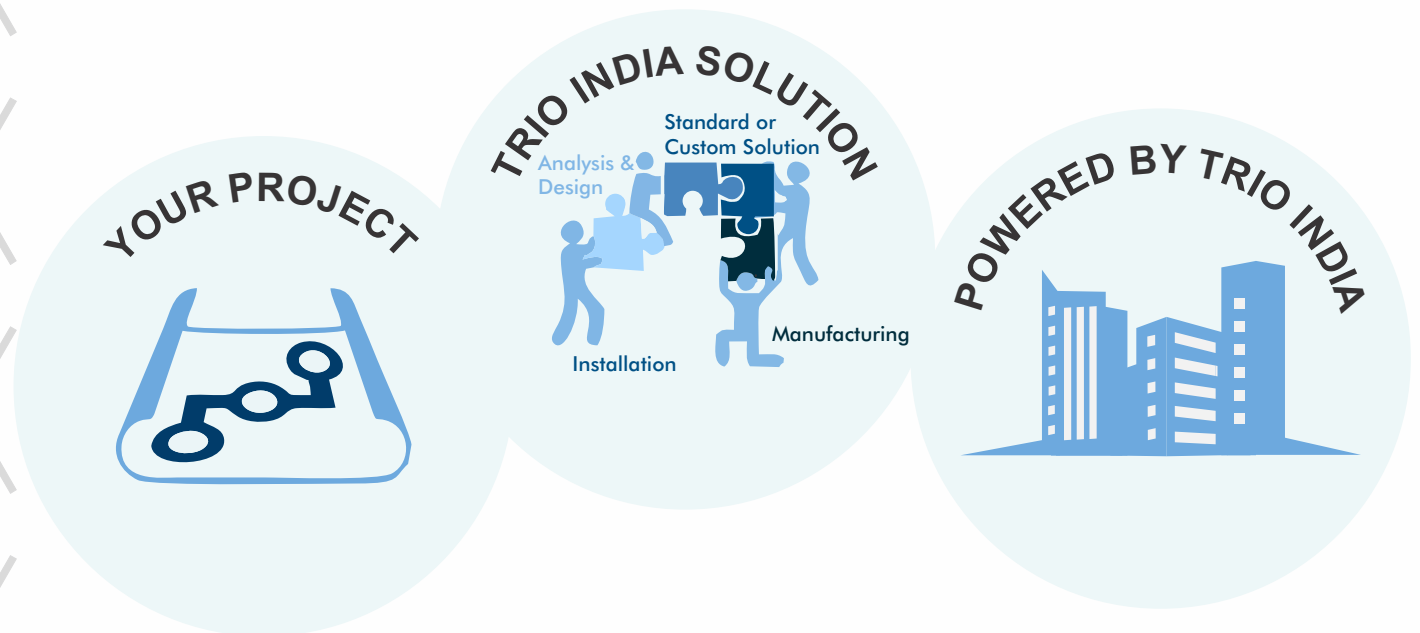 YOUR PROJECT
TRIO INDIA SOLUTION
Analysis &
Design
Standard or
Custom Solution
Manufacturing
Installation
POWERED BY TRIO INDIA